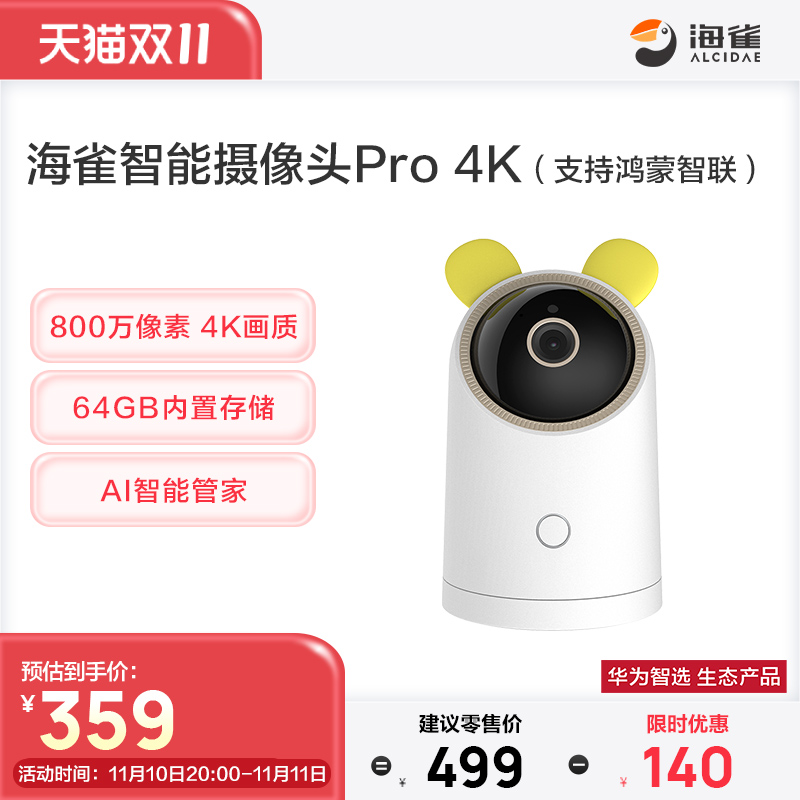 天猫双11
海雀
ALCIDAE
海雀智能摄像头Pro 4K（支持鸿蒙智联）
800万像素 4K画质
64GB内置存储
AI智能管家
华为智选 生态产品
预估到手价：
¥359
活动时间：11月10日20:00-11月11日
建议零售价
= ¥ 499
限时优惠
- ¥ 140